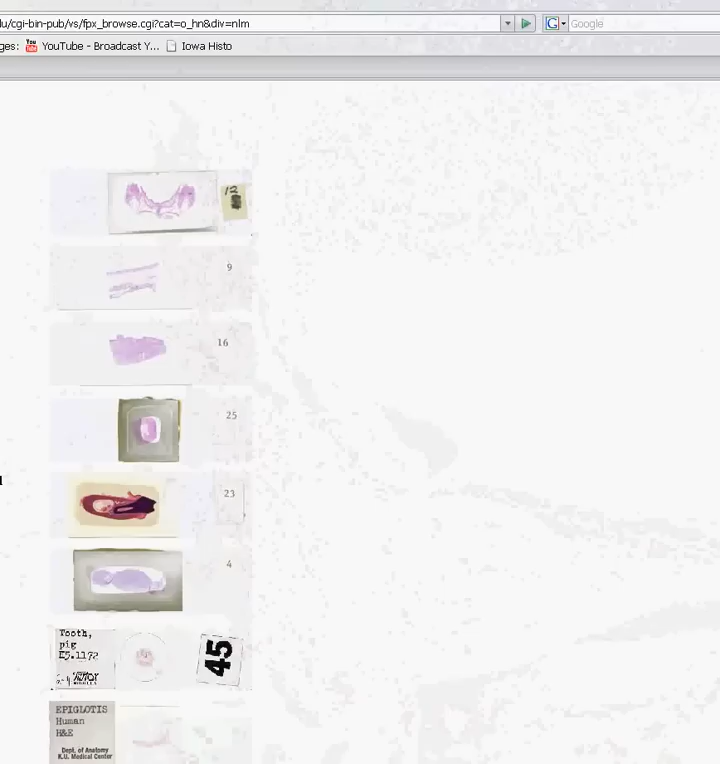 lu/cgi-bin-pub/vs/fpx_browse.cgi?cat=o_hn&div=nlm
Google
ges: YouTube - Broadcast Y... Iowa Histo
12
9
16
25
23
4
Tooth,
pig
45
EPIGLOTIS
Human
H&E
Dept. of Anatomy
K.U. Medical Center